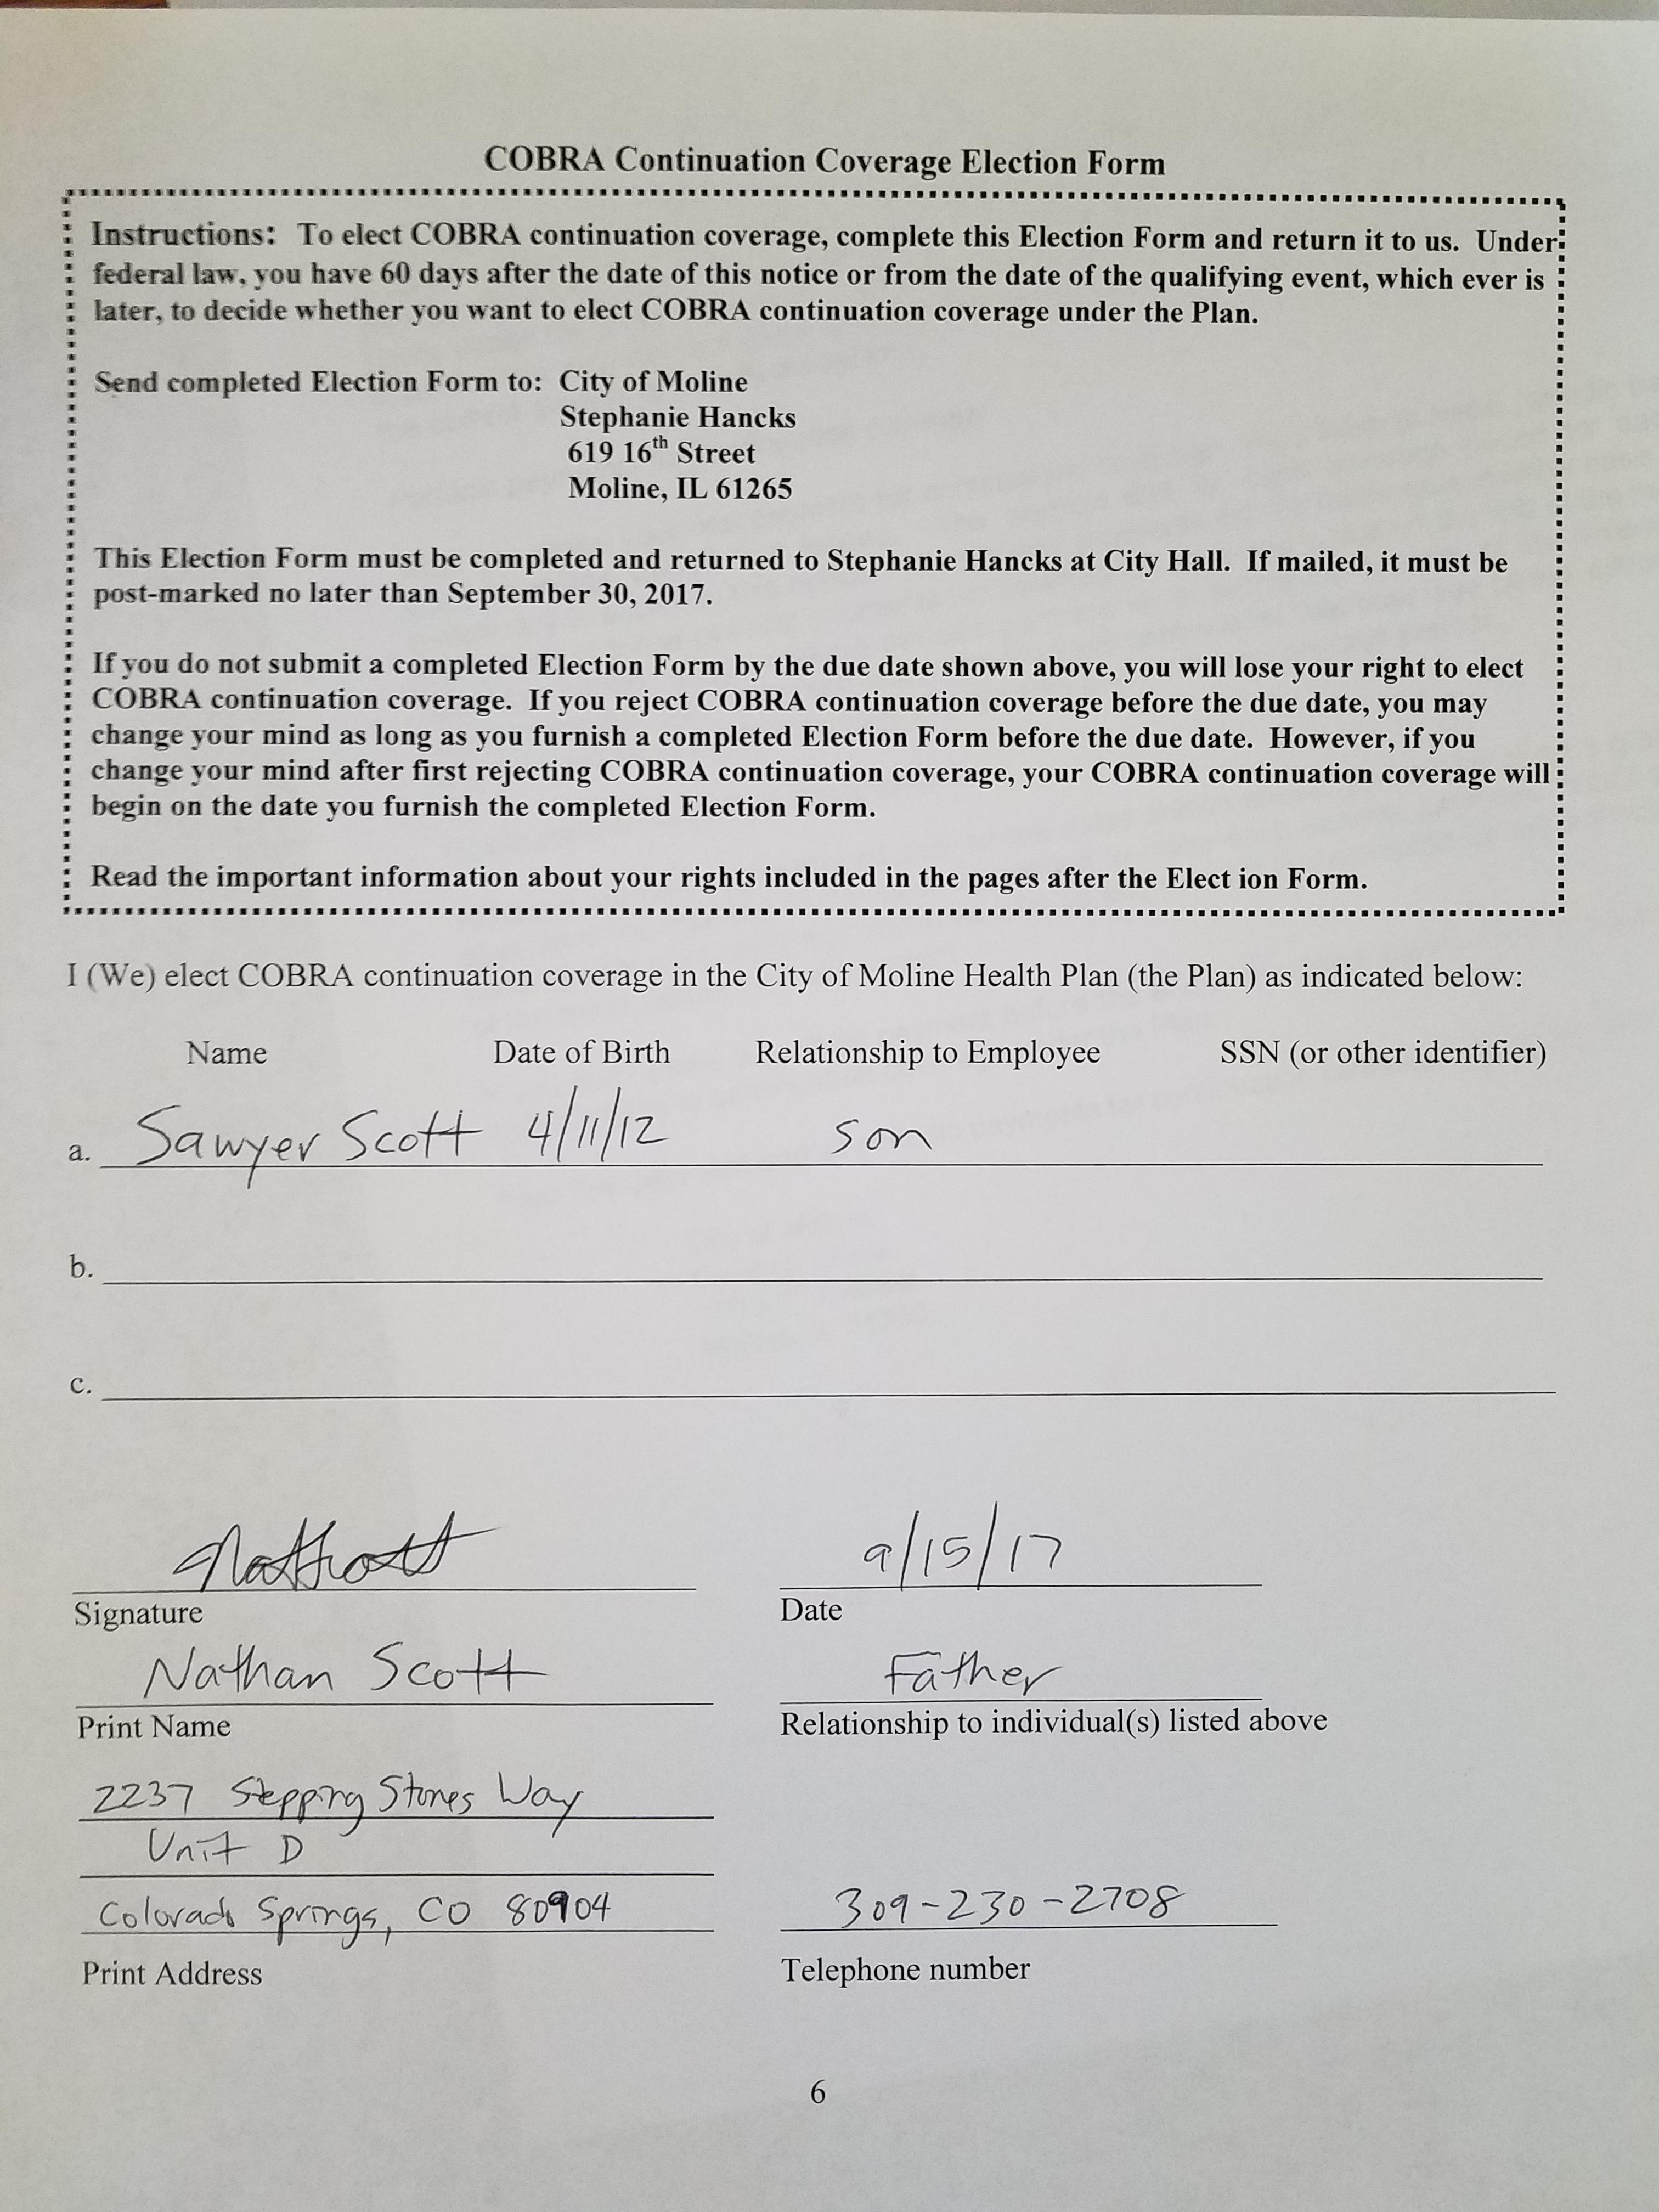 COBRA Continuation Coverage Election Form
Instructions: To elect COBRA continuation coverage, complete this Election Form and return it to us. Under
federal law, you have 60 days after the date of this notice or from the date of the qualifying event, which ever is
later, to decide whether you want to elect COBRA continuation coverage under the Plan.
Send completed Election Form to: City of Moline
Stephanie Hancks
619 16th Street
Moline, IL 61265
This Election Form must be completed and returned to Stephanie Hancks at City Hall. If mailed, it must be
post-marked no later than September 30, 2017.
If you do not submit a completed Election Form by the due date shown above, you will lose your right to elect
COBRA continuation coverage. If you reject COBRA continuation coverage before the due date, you may
change your mind as long as you furnish a completed Election Form before the due date. However, if you
change your mind after first rejecting COBRA continuation coverage, your COBRA continuation coverage will
begin on the date you furnish the completed Election Form.
Read the important information about your rights included in the pages after the Elect ion Form.
I (We) elect COBRA continuation coverage in the City of Moline Health Plan (the Plan) as indicated below:
Name Date of Birth Relationship to Employee SSN (or other identifier)
a. Sawyer Scott 4/11/12 Son
b.
c.
9/15/17
Signature Date
Nathan Scott Father
Print Name Relationship to individual(s) listed above
2237 Stepping Stones Way
Unit D
Colorado Springs, CO 80904 309-230-2708
Print Address Telephone number
6